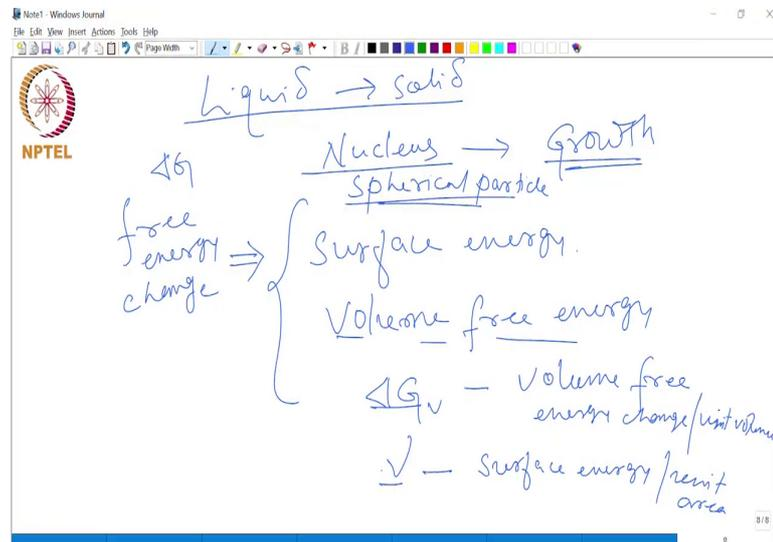 Note1 - Windows Journal
File Edit View Insert Actions Tools Help
Page Width
B I
NPTEL
Liquid → Solid
Nucleus → Growth
Spherical particle
ΔG
free energy change ⇒
Surface energy.
Volume free energy
ΔGv - Volume free
energy change/unit volume
γ - Surface energy/unit
area
8/8
8